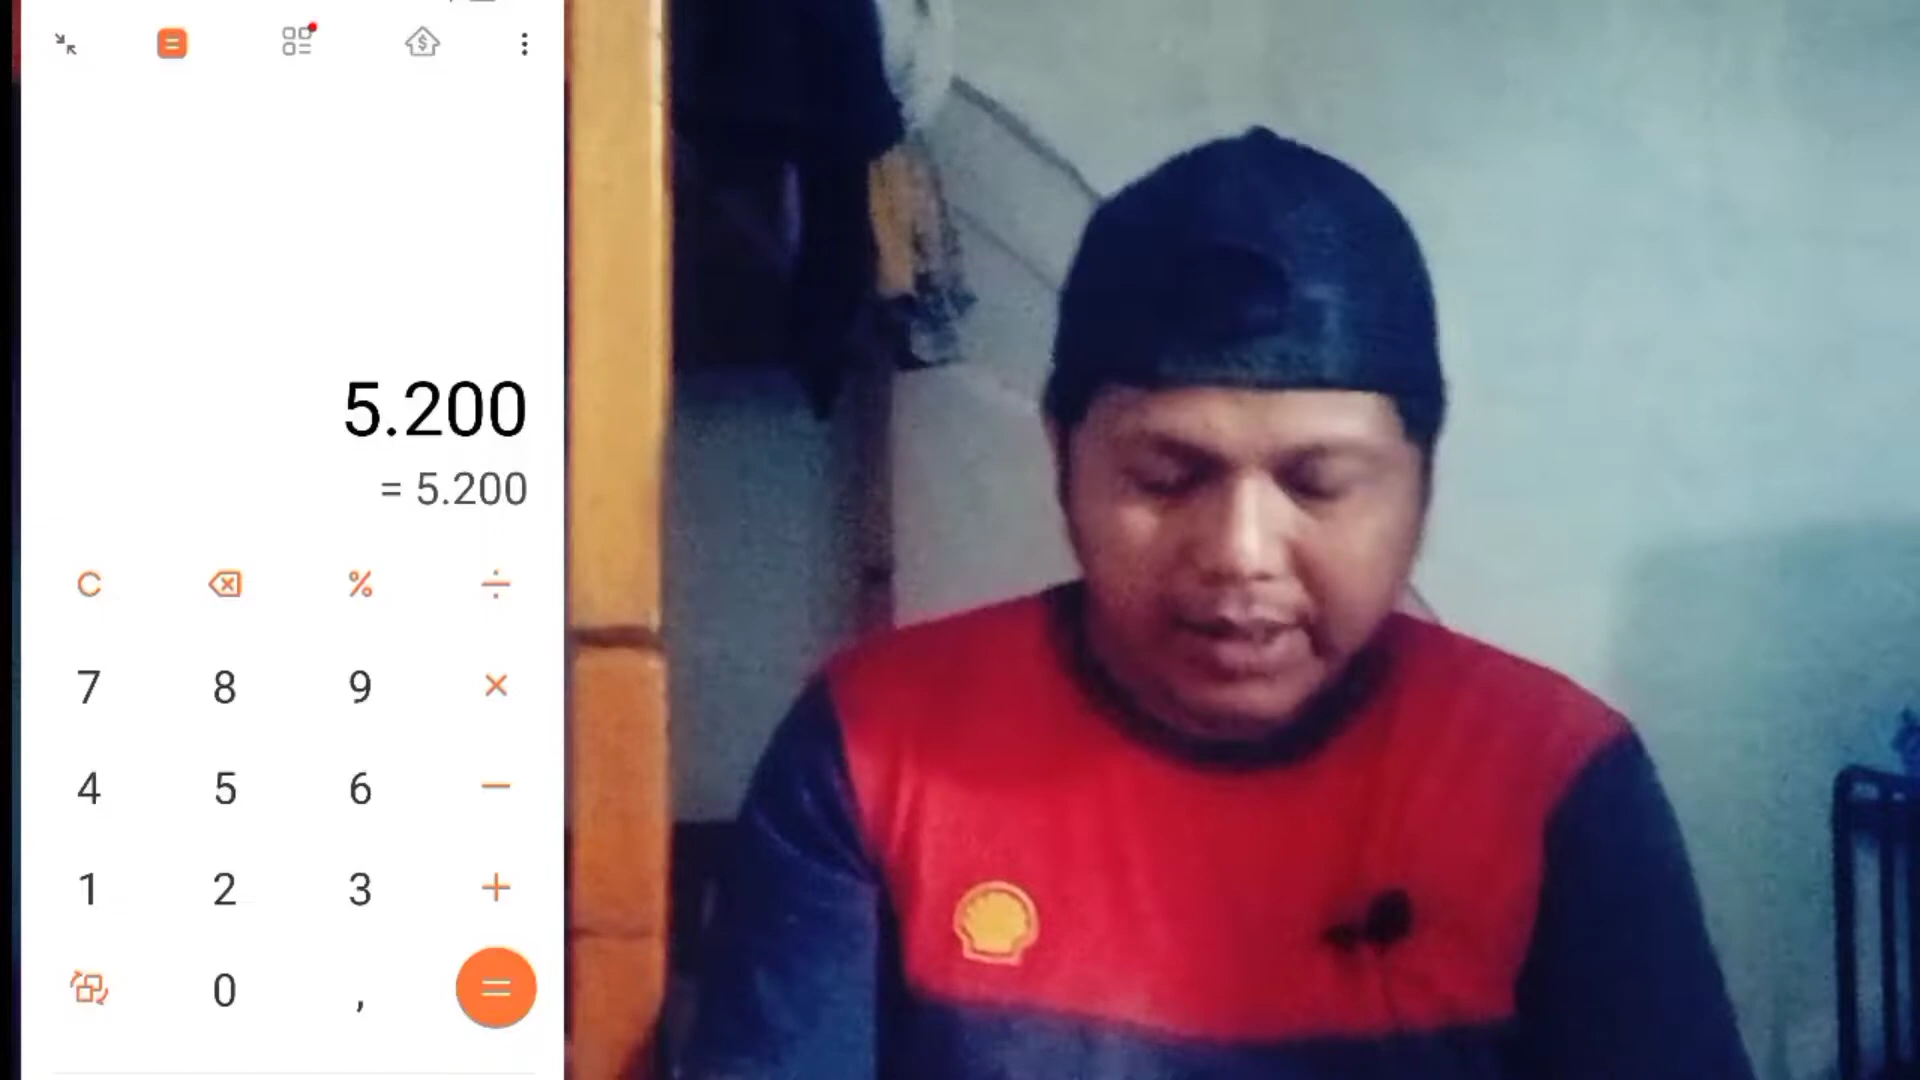 5.200
= 5.200
C % ÷
7 8 9 ×
4 5 6 −
1 2 3 +
0 , =